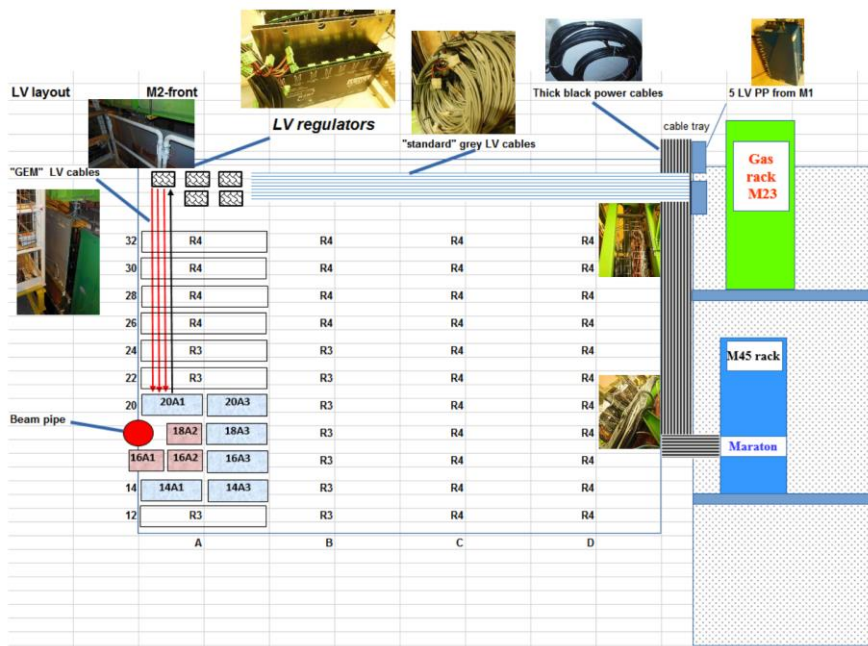 LV layout
M2-front
Thick black power cables
5 LV PP from M1
LV regulators
cable tray
"standard" grey LV cables
Gas
rack
M23
"GEM" LV cables
32 R4 R4 R4 R4
30 R4 R4 R4 R4
28 R4 R4 R4 R4
26 R4 R4 R4 R4
24 R3 R3 R4 R4
22 R3 R3 R4 R4
M45 rack
20 20A1 20A3 R3 R4 R4
Beam pipe
18A2 18A3 R3 R4 R4
Maraton
16A1 16A2 16A3 R3 R4 R4
14 14A1 14A3 R3 R4 R4
12 R3 R3 R4 R4
A B C D